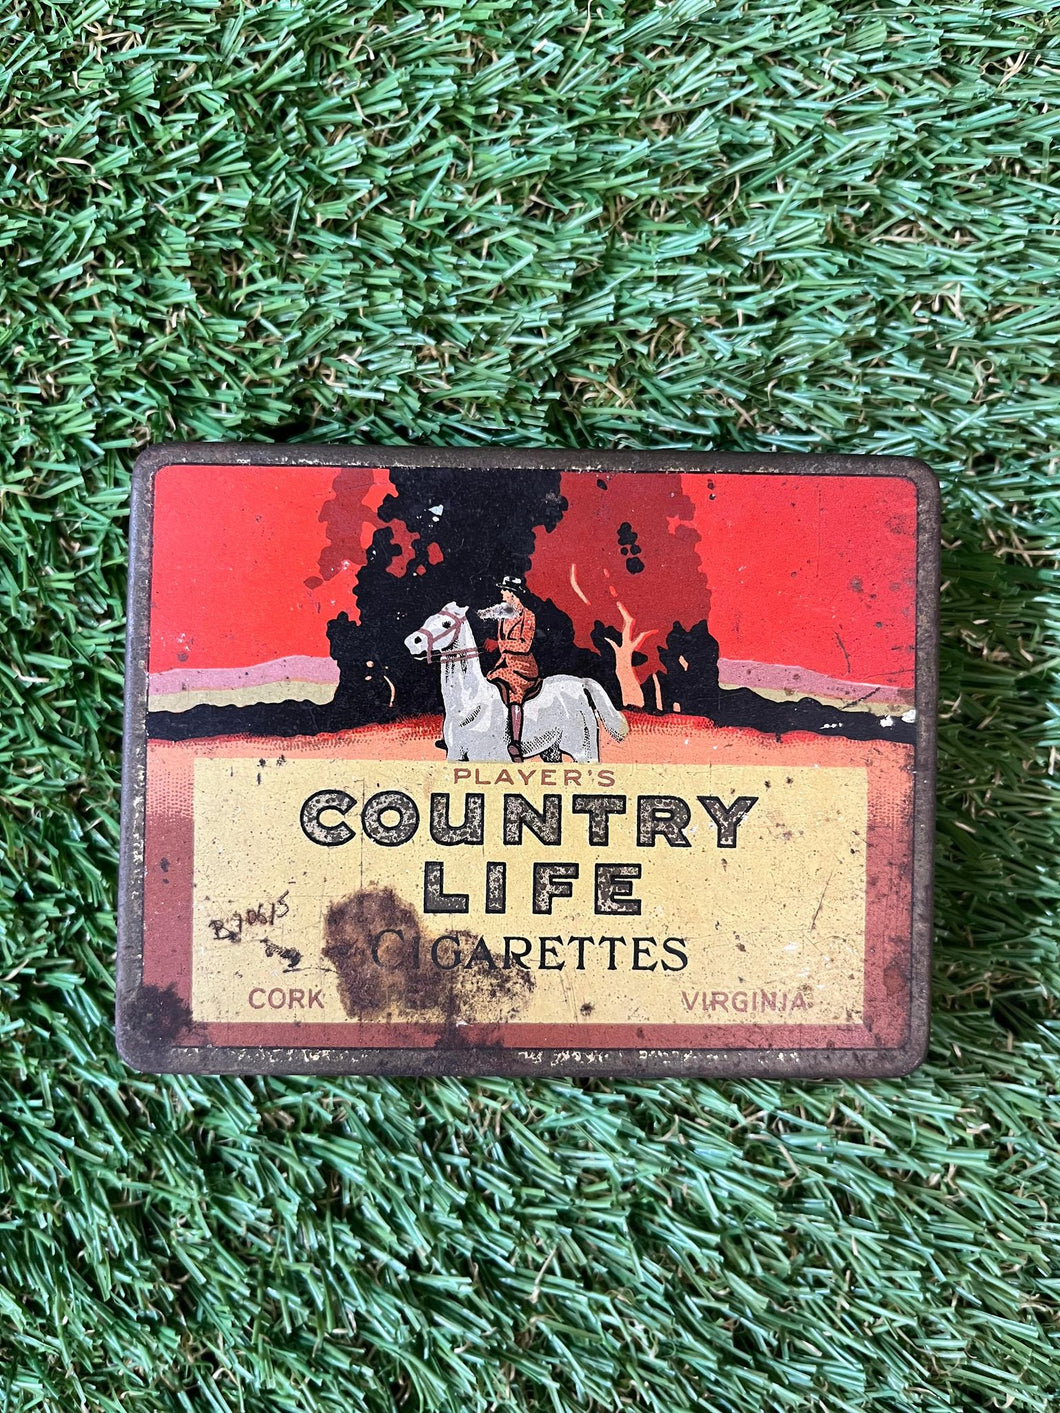 PLAYER'S
COUNTRY
LIFE
CIGARETTES
CORK VIRGINIA